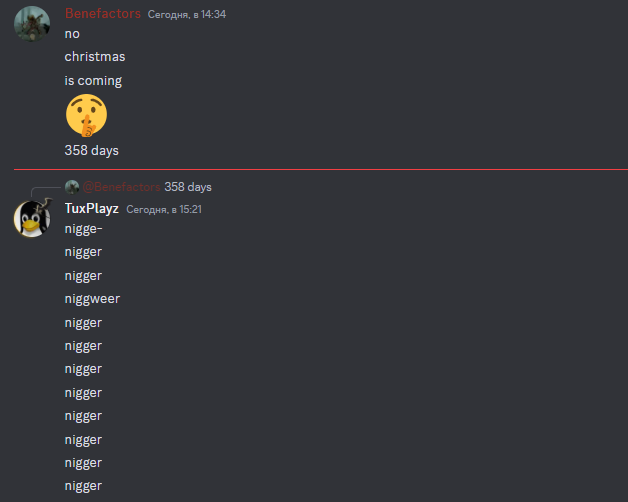 Benefactors Сегодня, в 14:34
no
christmas
is coming
358 days
@Benefactors 358 days
TuxPlayz Сегодня, в 15:21
nigge-
nigger
nigger
niggweer
nigger
nigger
nigger
nigger
nigger
nigger
nigger
nigger